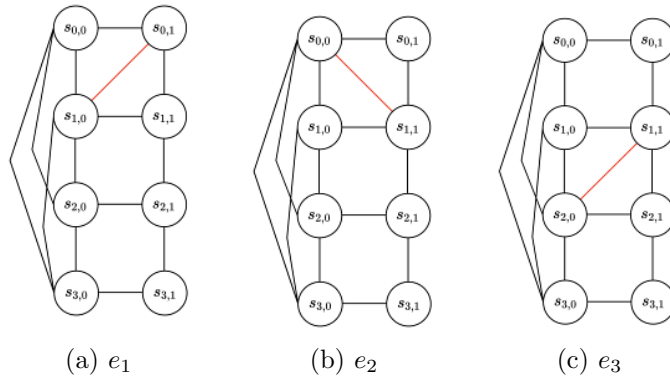 s0,0 s0,1 s0,0 s0,1 s0,0 s0,1
s1,0 s1,1 s1,0 s1,1 s1,0 s1,1
s2,0 s2,1 s2,0 s2,1 s2,0 s2,1
s3,0 s3,1 s3,0 s3,1 s3,0 s3,1
(a) e1 (b) e2 (c) e3